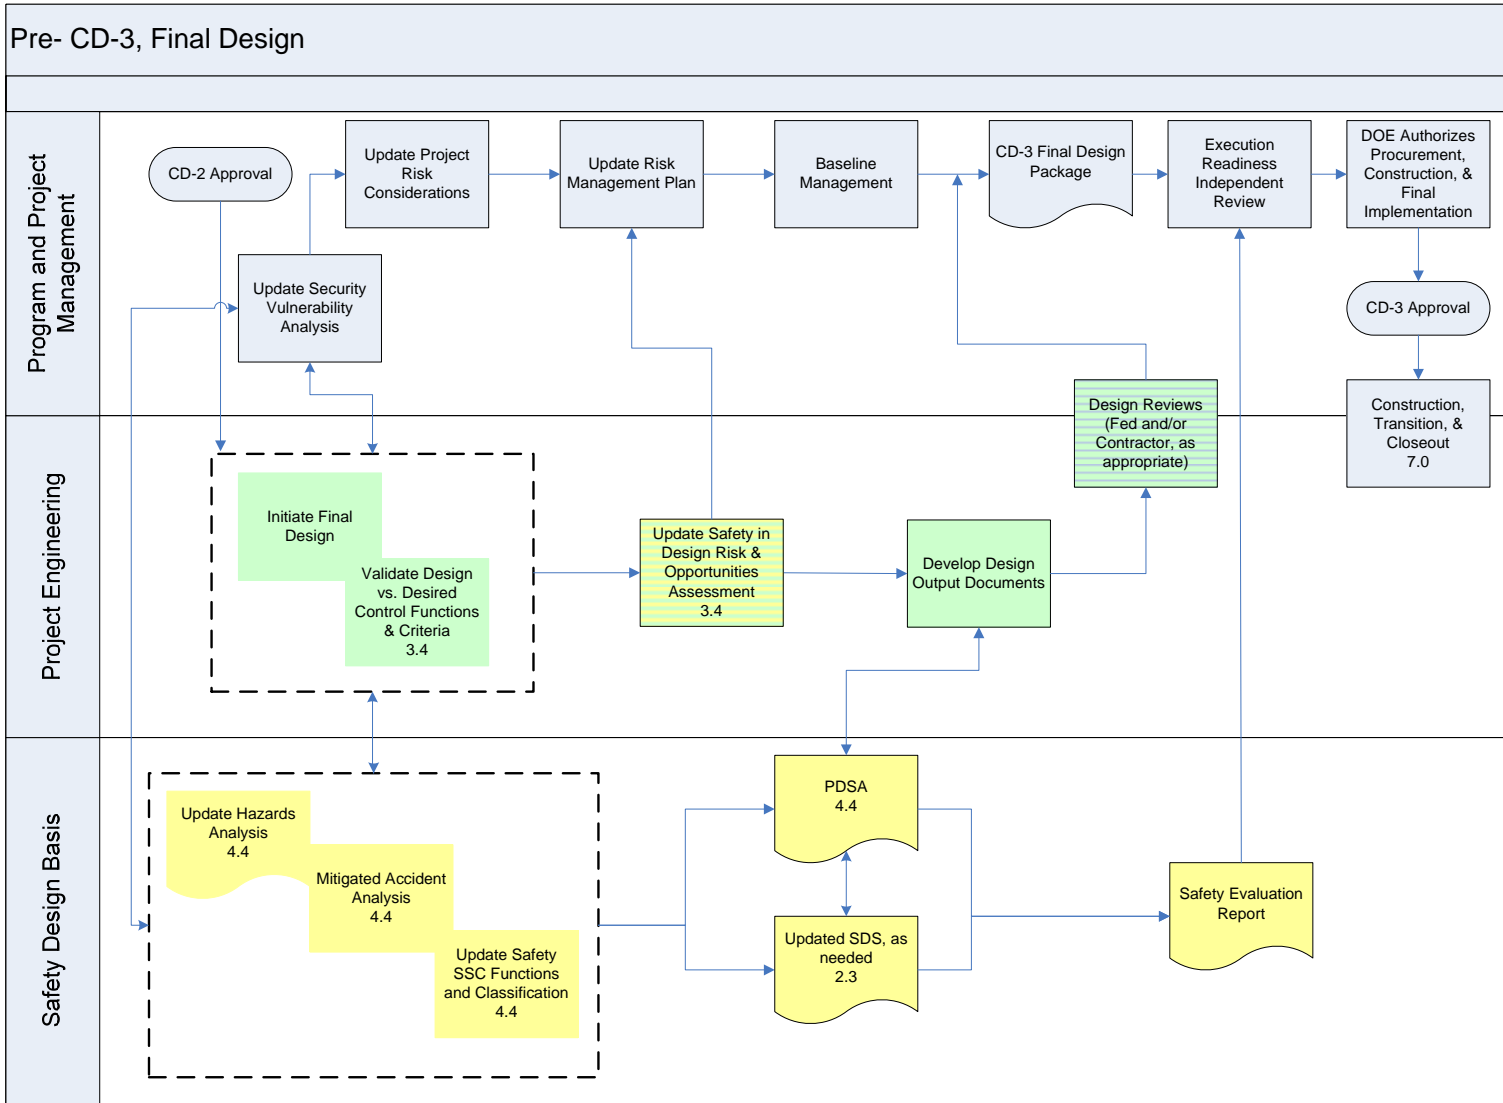 Pre- CD-3, Final Design
Program and Project
Management
CD-2 Approval
Update Project
Risk
Considerations
Update Risk
Management Plan
Baseline
Management
CD-3 Final Design
Package
Execution
Readiness
Independent
Review
DOE Authorizes
Procurement,
Construction, &
Final
Implementation
Update Security
Vulnerability
Analysis
CD-3 Approval
Construction,
Transition, &
Closeout
7.0
Design Reviews
(Fed and/or
Contractor, as
appropriate)
Project Engineering
Initiate Final
Design
Validate Design
vs. Desired
Control Functions
& Criteria
3.4
Update Safety in
Design Risk &
Opportunities
Assessment
3.4
Develop Design
Output Documents
Safety Design Basis
Update Hazards
Analysis
4.4
Mitigated Accident
Analysis
4.4
Update Safety
SSC Functions
and Classification
4.4
PDSA
4.4
Updated SDS, as
needed
2.3
Safety Evaluation
Report